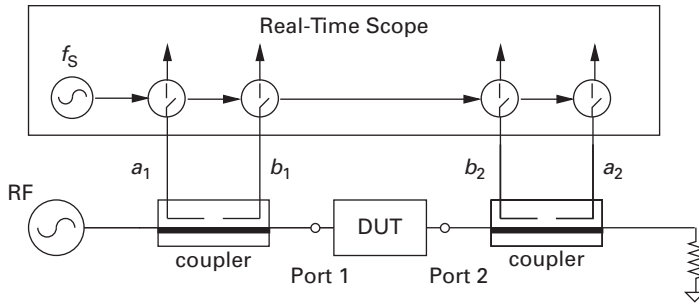 Real-Time Scope
fS
a1 b1 b2 a2
RF
DUT
coupler coupler
Port 1 Port 2